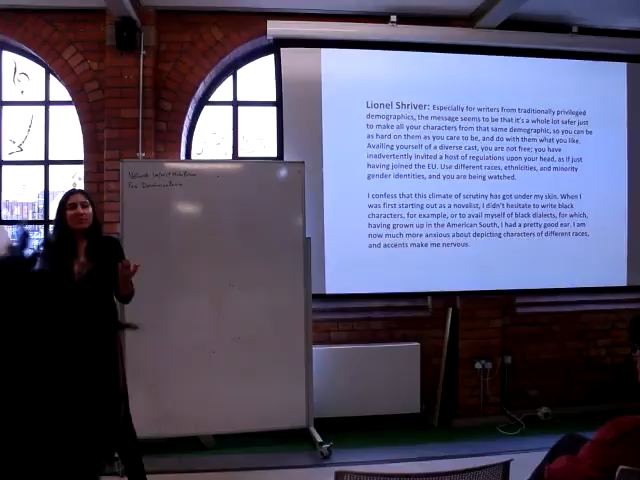 Lionel Shriver: Especially for writers from traditionally privileged
demographics, the message seems to be that it's a whole lot safer just
to make all your characters from that same demographic, so you can be
as hard on them as you care to be, and do with them what you like.
Availing yourself of a diverse cast, you are not free; you have
inadvertently invited a host of regulations upon your head, as if just
having joined the EU. Use different races, ethnicities, and minority
gender identities, and you are being watched.
I confess that this climate of scrutiny has got under my skin. When I
was first starting out as a novelist, I didn't hesitate to write black
characters, for example, or to avail myself of black dialects, for which,
having grown up in the American South, I had a pretty good ear. I am
now much more anxious about depicting characters of different races,
and accents make me nervous.